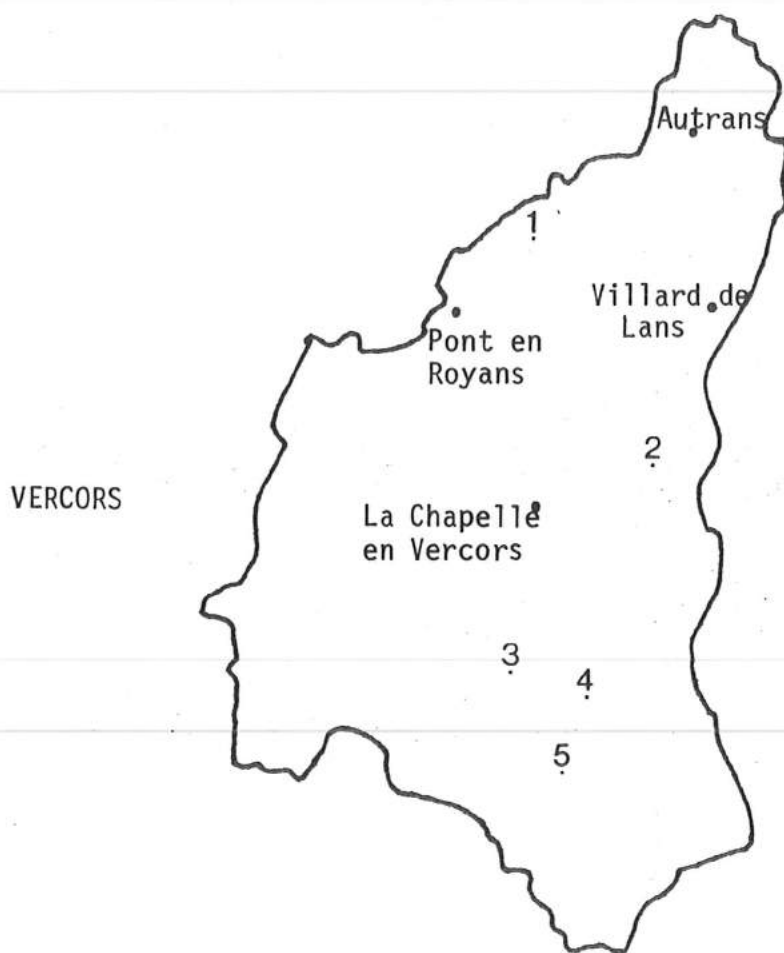 Autrans
1
Villard de
Lans
Pont en
Royans
2
VERCORS
La Chapelle
en Vercors
3
4
5